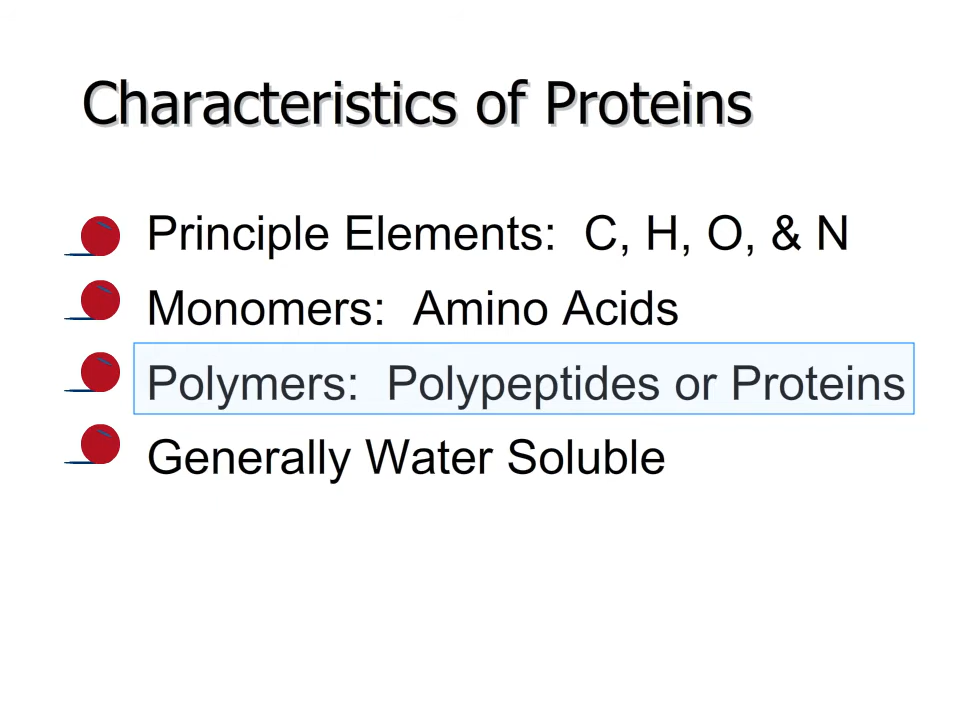 Characteristics of Proteins
Principle Elements:  C, H, O, & N
Monomers:  Amino Acids
Polymers:  Polypeptides or Proteins
Generally Water Soluble